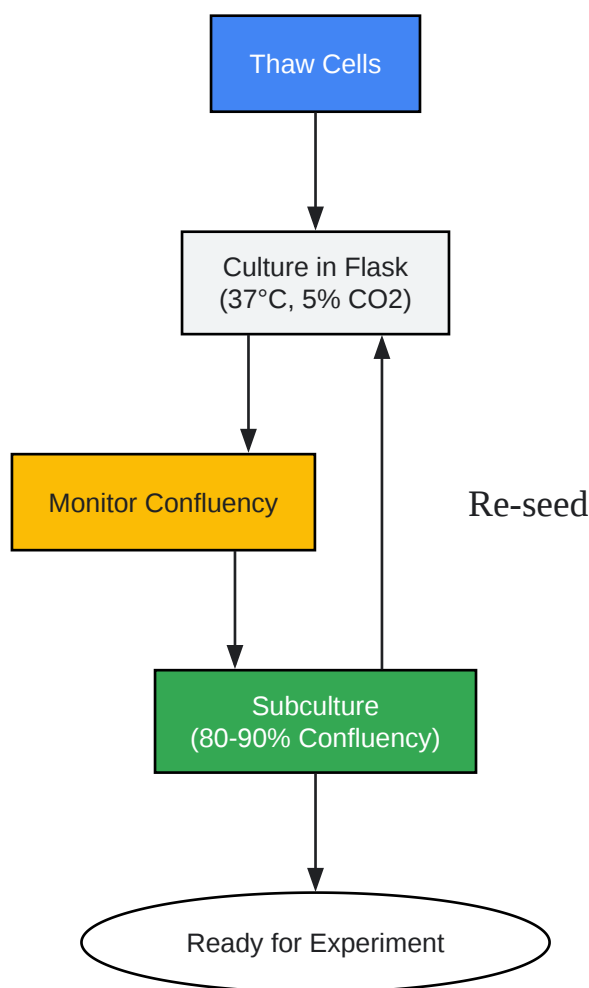 Thaw Cells
Culture in Flask
(37°C, 5% CO2)
Monitor Confluency
Re-seed
Subculture
(80-90% Confluency)
Ready for Experiment